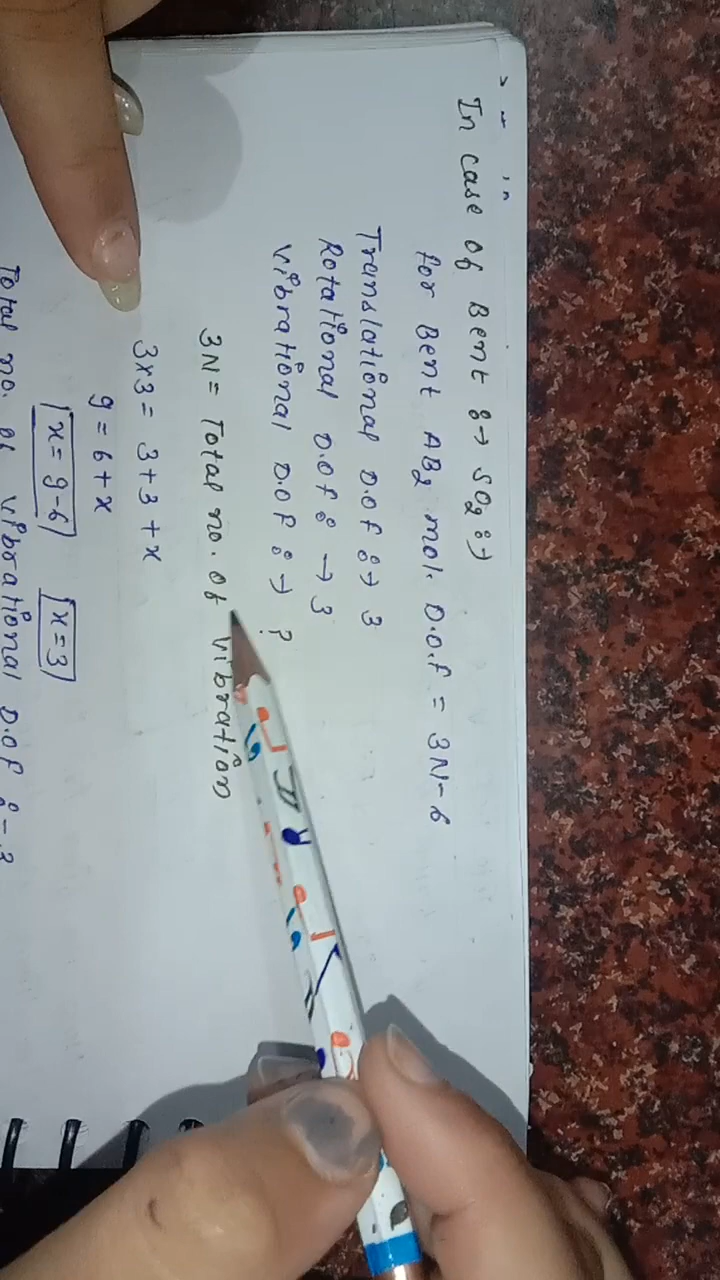 In case of Bent :→ SO2 :→
for Bent AB2 mol. D.O.F = 3N-6
Translational D.O.F :→ 3
Rotational D.O.F : → 3
Vibrational D.O.F :→ ?
3N = Total no. of vibration
3x3 = 3+3+x
9 = 6+x
x = 9-6 x = 3
Total no. of vibrational D.O.F :- 3